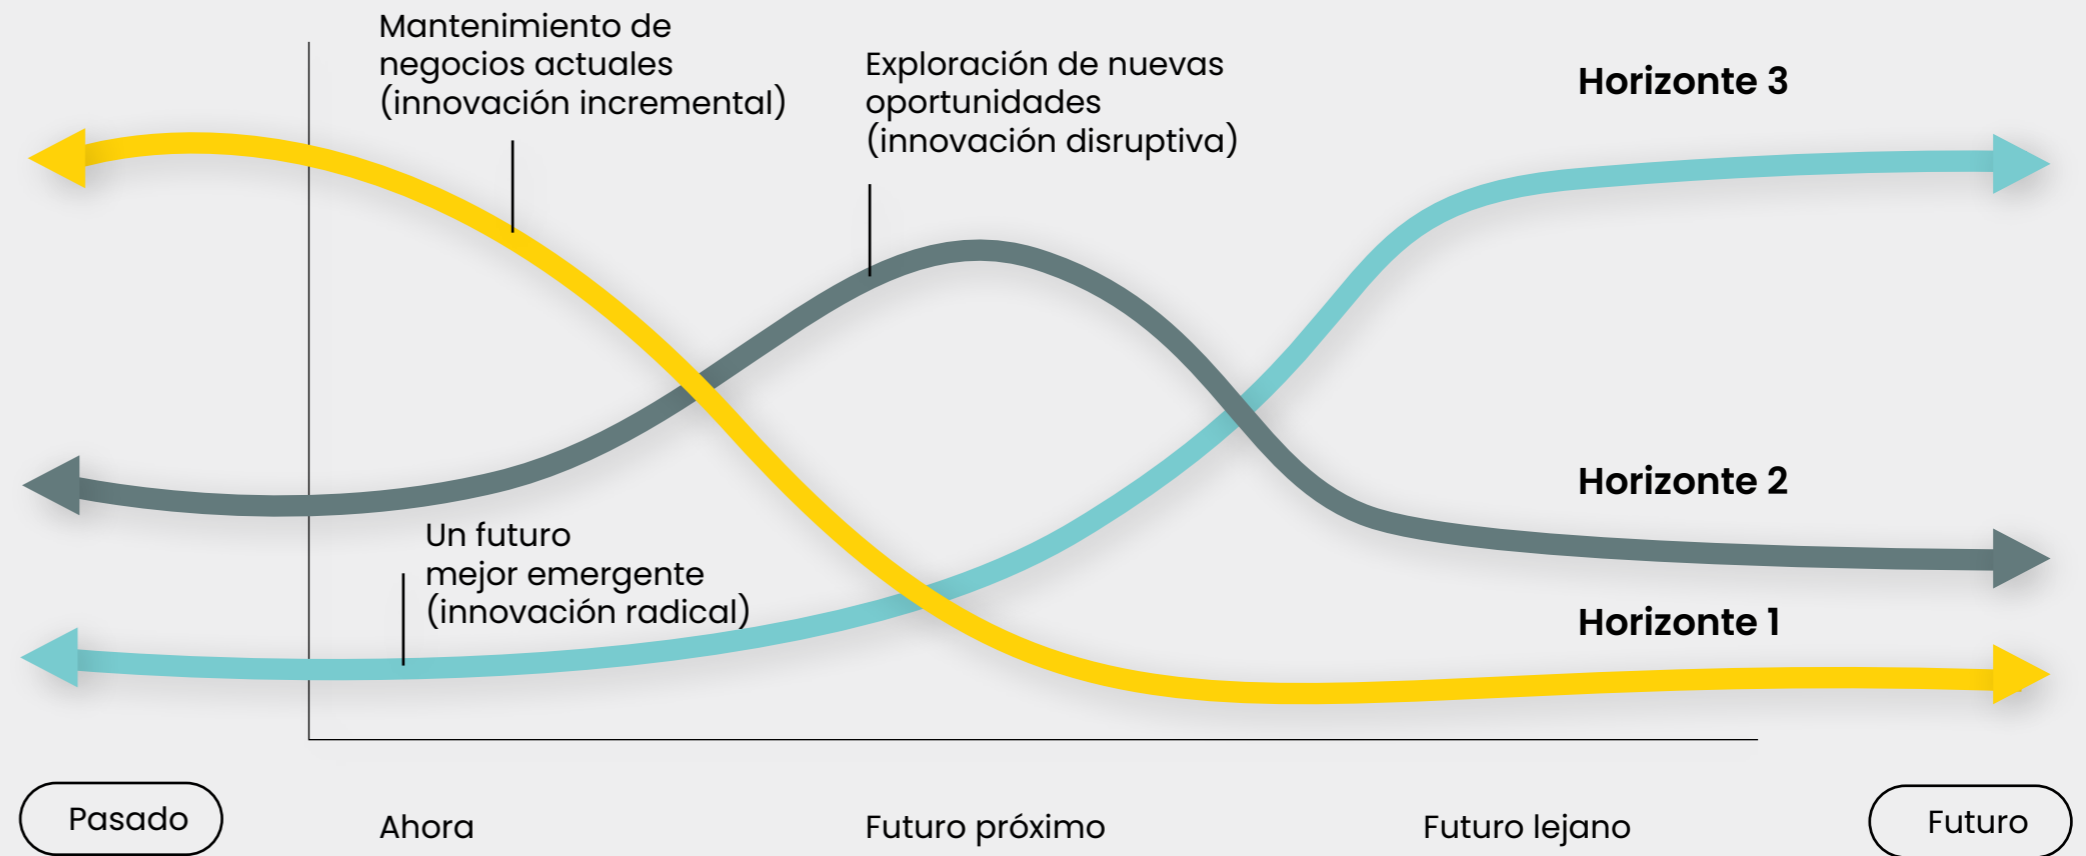 Mantenimiento de
negocios actuales
(innovación incremental)
Exploración de nuevas
oportunidades
(innovación disruptiva)
Horizonte 3
Horizonte 2
Un futuro
mejor emergente
(innovación radical)
Horizonte 1
Pasado
Ahora
Futuro próximo
Futuro lejano
Futuro